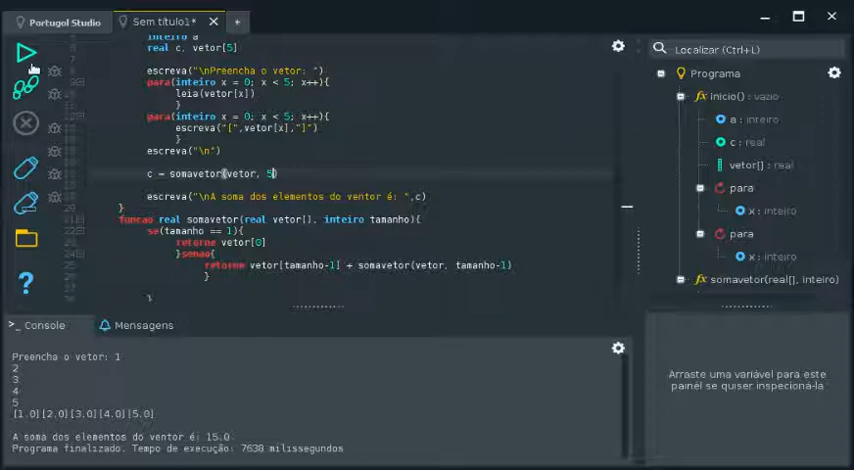 Portugol Studio
Sem título1*
+
inteiro a
real c, vetor[5]
escreva("\nPreencha o vetor: ")
para(inteiro x = 0; x < 5; x++){
leia(vetor[x])
}
para(inteiro x = 0; x < 5; x++){
escreva("[",vetor[x],"]")
}
escreva("\n")
c = somavetor(vetor, 5)
escreva("\nA soma dos elementos do ventor é: ",c)
}
funcao real somavetor(real vetor[], inteiro tamanho){
se(tamanho == 1){
retorne vetor[0]
}senao{
retorne vetor[tamanho-1] + somavetor(vetor, tamanho-1)
}
}
Localizar (Ctrl+L)
Programa
fx inicio() : vazio
a : inteiro
c : real
vetor[] : real
para
x : inteiro
para
x : inteiro
fx somavetor(real[], inteiro)
>_ Console
Mensagens
Preencha o vetor: 1
2
3
4
5
[1.0][2.0][3.0][4.0][5.0]
A soma dos elementos do ventor é: 15.0
Programa finalizado. Tempo de execução: 7638 milissegundos
Arraste uma variável para este
painél se quiser inspecioná-la